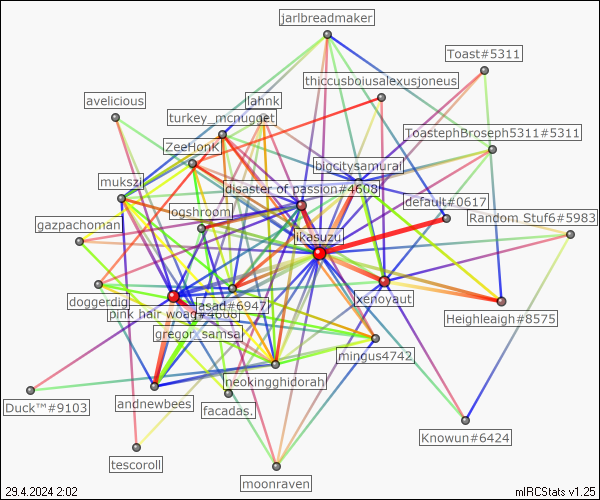 jarlbreadmaker
Toast#5311
thiccusboiusalexusjoneus
avelicious
lahnk
turkey_mcnugget
ToastephBroseph5311#5311
ZeeHonK
bigcitysamurai
mukszi
disaster of passion#4608
default#0617
ogshroom
Random Stuf6#5983
gazpachoman
ikasuzu
doggerdig
asad#6947
xenoyaut
pink hair woag#4608
Heighleaigh#8575
gregor_samsa
mingus4742
neokingghidorah
Duck™#9103
andnewbees
facadas.
Knowun#6424
tescoroll
moonraven
29.4.2024 2:02
mIRCStats v1.25